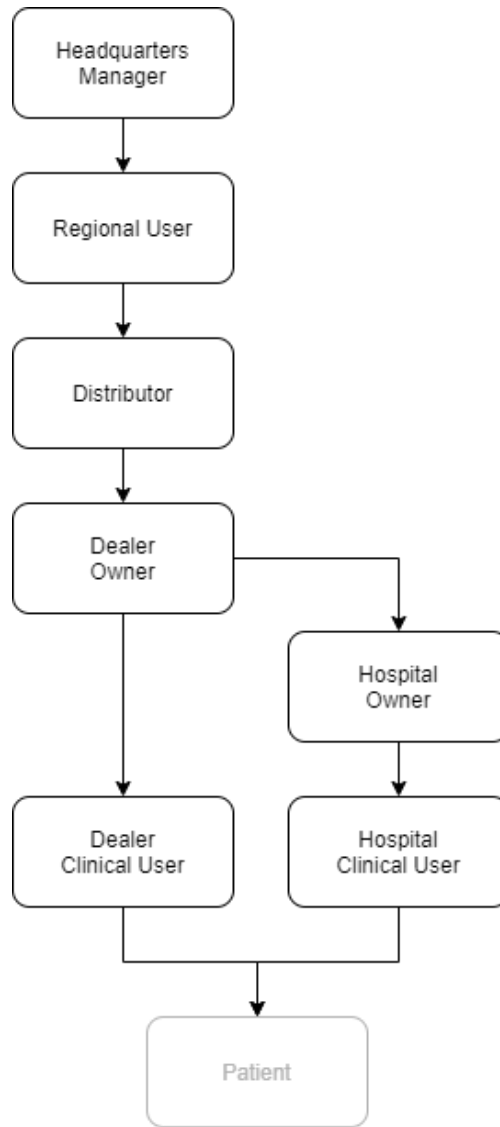 Headquarters
Manager
Regional User
Distributor
Dealer
Owner
Hospital
Owner
Dealer
Clinical User
Hospital
Clinical User
Patient